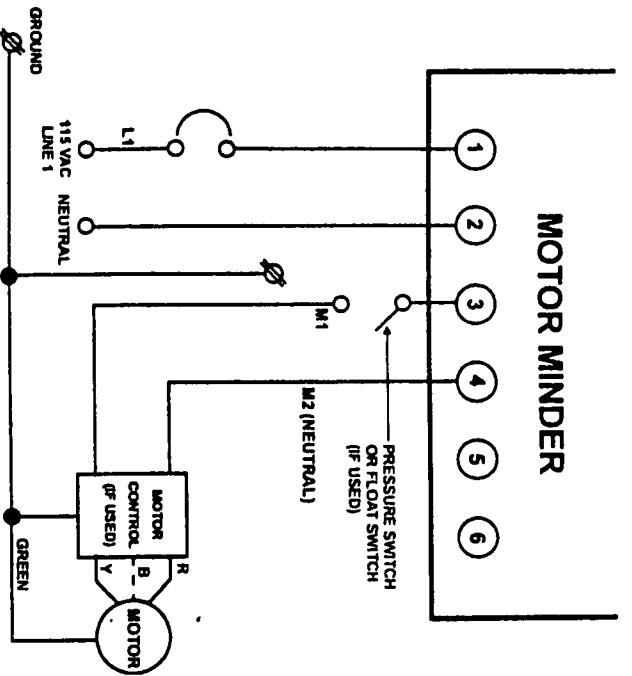 MOTOR MINDER
1
2
3
4
5
6
GROUND
115 VAC
LINE 1
L1
NEUTRAL
M1
M2 (NEUTRAL)
PRESSURE SWITCH
OR FLOAT SWITCH
(IF USED)
MOTOR
CONTROL
(IF USED)
R
B
Y
MOTOR
GREEN